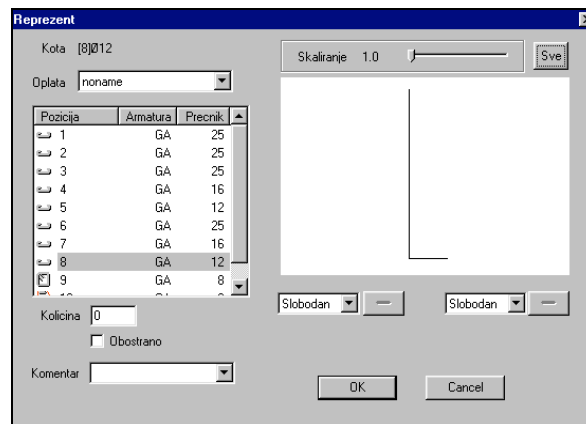 Reprezent
Kota [8]Ø12
Skaliranje 1.0
Sve
Oplata noname
Pozicija Armatura Precnik
1 GA 25
2 GA 25
3 GA 25
4 GA 16
5 GA 12
6 GA 25
7 GA 16
8 GA 12
9 GA 8
Kolicina 0
Slobodan Slobodan
Obostrano
Komentar
OK Cancel